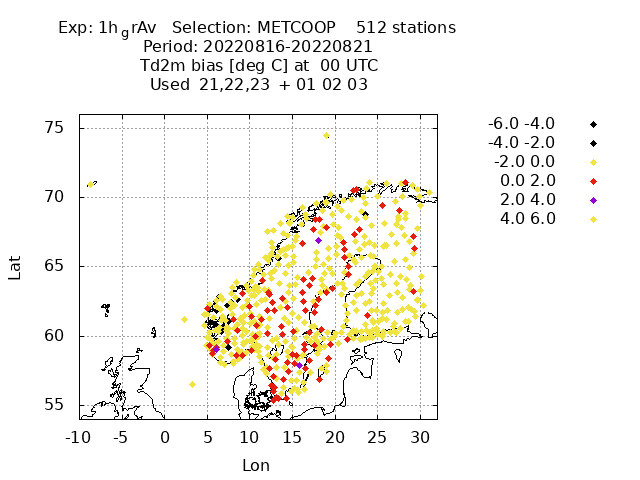 Exp: 1hgrAv   Selection: METCOOP    512 stations
Period: 20220816-20220821
Td2m bias [deg C] at  00 UTC
Used  21,22,23  + 01 02 03
-6.0 -4.0
-4.0 -2.0
-2.0 0.0
0.0 2.0
2.0 4.0
4.0 6.0
75
70
65
60
55
Lat
-10 -5 0 5 10 15 20 25 30
Lon